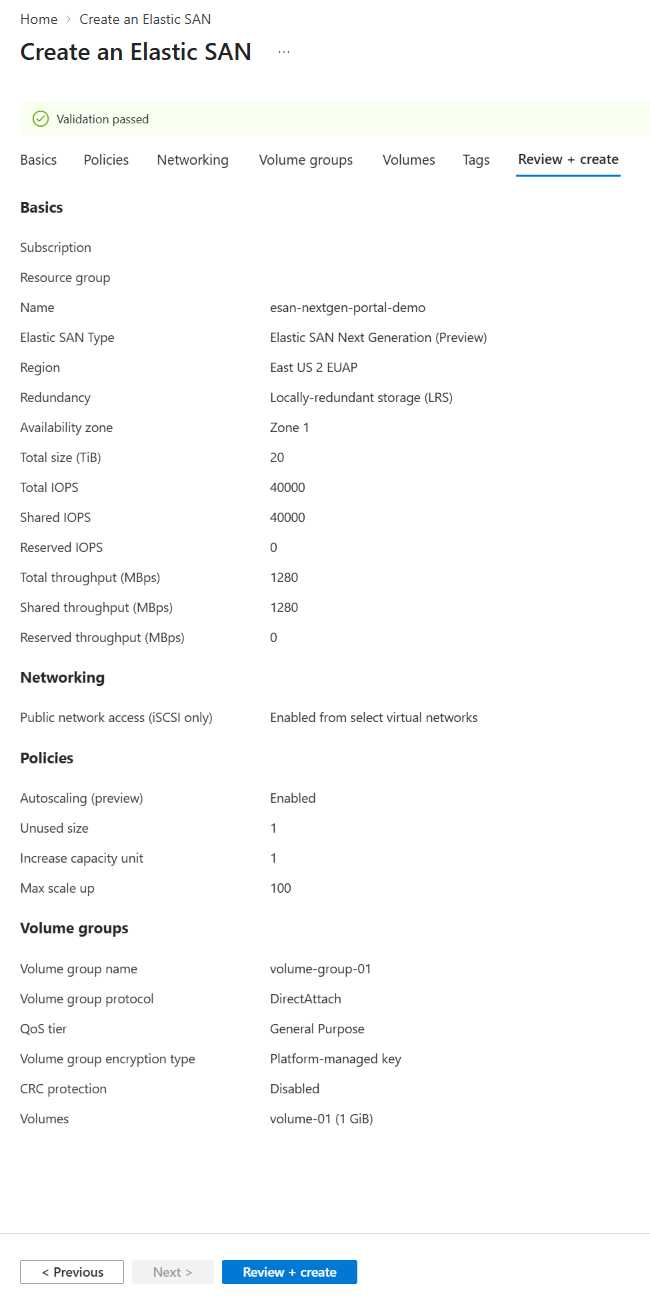 Home > Create an Elastic SAN
Create an Elastic SAN ...
Validation passed
Basics Policies Networking Volume groups Volumes Tags Review + create
Basics
Subscription
Resource group
Name esan-nextgen-portal-demo
Elastic SAN Type Elastic SAN Next Generation (Preview)
Region East US 2 EUAP
Redundancy Locally-redundant storage (LRS)
Availability zone Zone 1
Total size (TiB) 20
Total IOPS 40000
Shared IOPS 40000
Reserved IOPS 0
Total throughput (MBps) 1280
Shared throughput (MBps) 1280
Reserved throughput (MBps) 0
Networking
Public network access (iSCSI only) Enabled from select virtual networks
Policies
Autoscaling (preview) Enabled
Unused size 1
Increase capacity unit 1
Max scale up 100
Volume groups
Volume group name volume-group-01
Volume group protocol DirectAttach
QoS tier General Purpose
Volume group encryption type Platform-managed key
CRC protection Disabled
Volumes volume-01 (1 GiB)
< Previous Next > Review + create